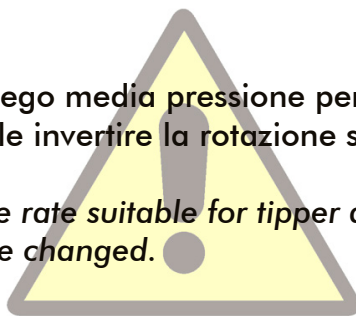 ego media pressione per
le invertire la rotazione s
e rate suitable for tipper
e changed.